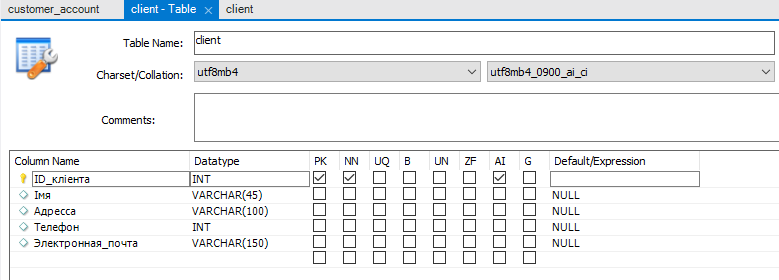 customer_account client - Table × client
Table Name: client
Charset/Collation: utf8mb4 utf8mb4_0900_ai_ci
Comments:
Column Name Datatype PK NN UQ B UN ZF AI G Default/Expression
ID_клієнта INT
Імя VARCHAR(45) NULL
Адресса VARCHAR(100) NULL
Телефон INT NULL
Электронная_почта VARCHAR(150) NULL